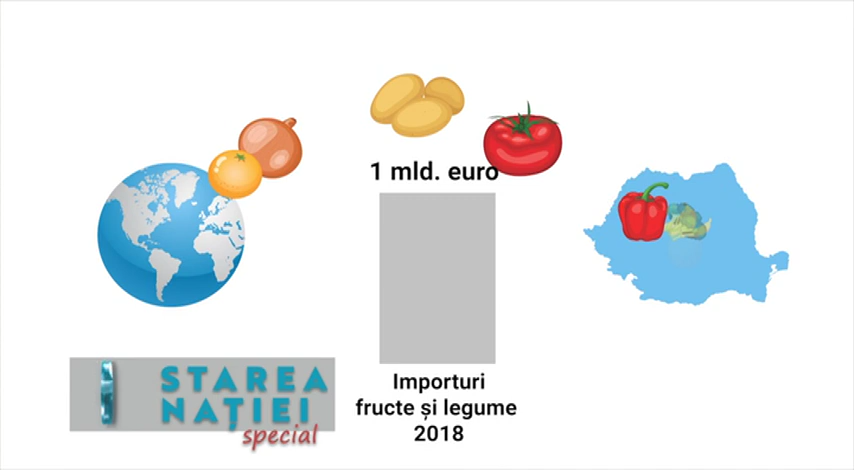 1 mld. euro
STAREA
NAȚIEI
special
Importuri
fructe și legume
2018